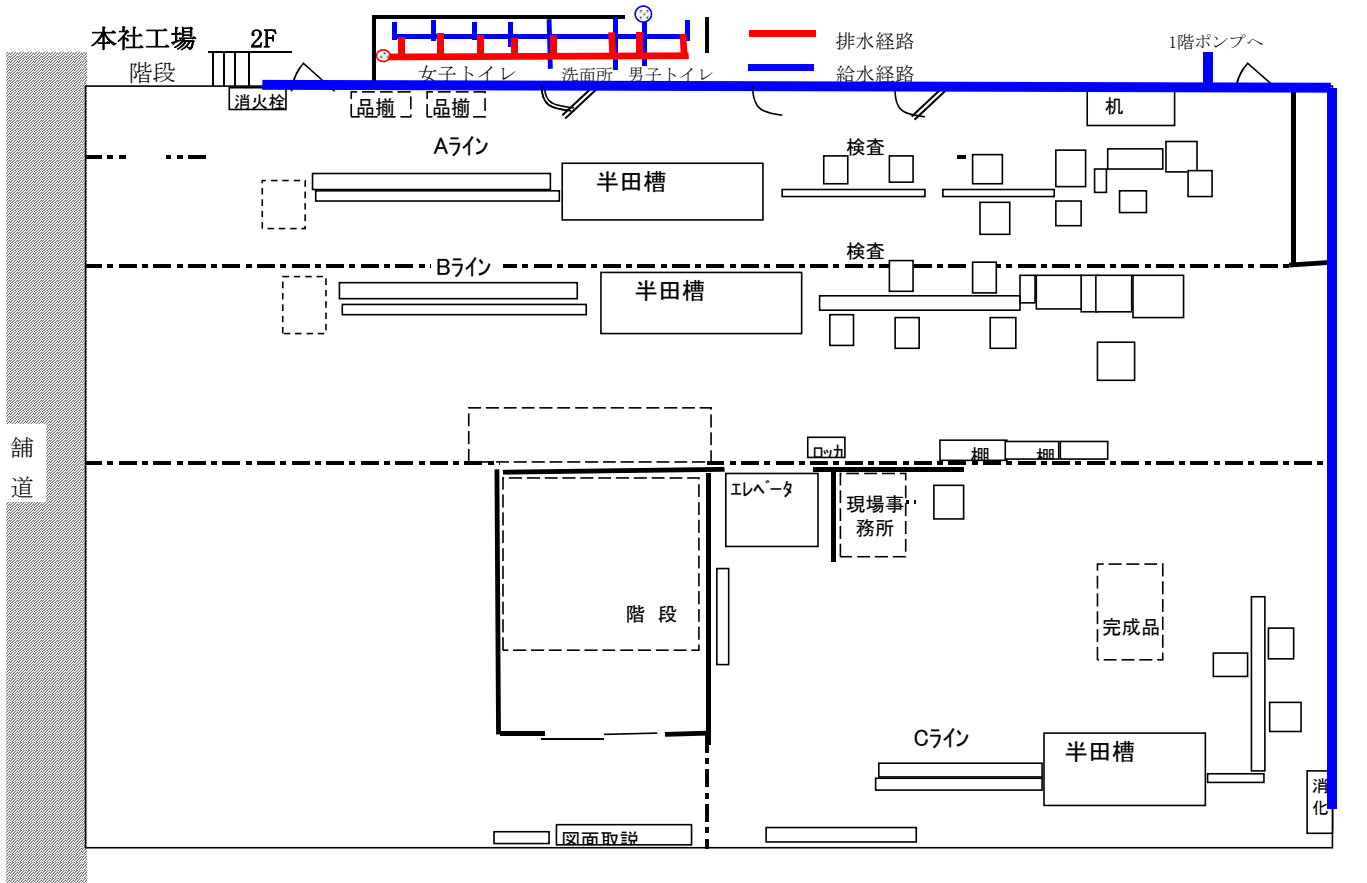 本社工場 2F
排水経路
1階ポンプへ
階段
女子トイレ
洗面所
男子トイレ
給水経路
消火栓
品揃
品揃
机
Aライン
検査
半田槽
Bライン
検査
半田槽
舗
道
ロッカ
棚
棚
エレベータ
現場事
務所
階 段
完成品
Cライン
半田槽
消
化
図面取説